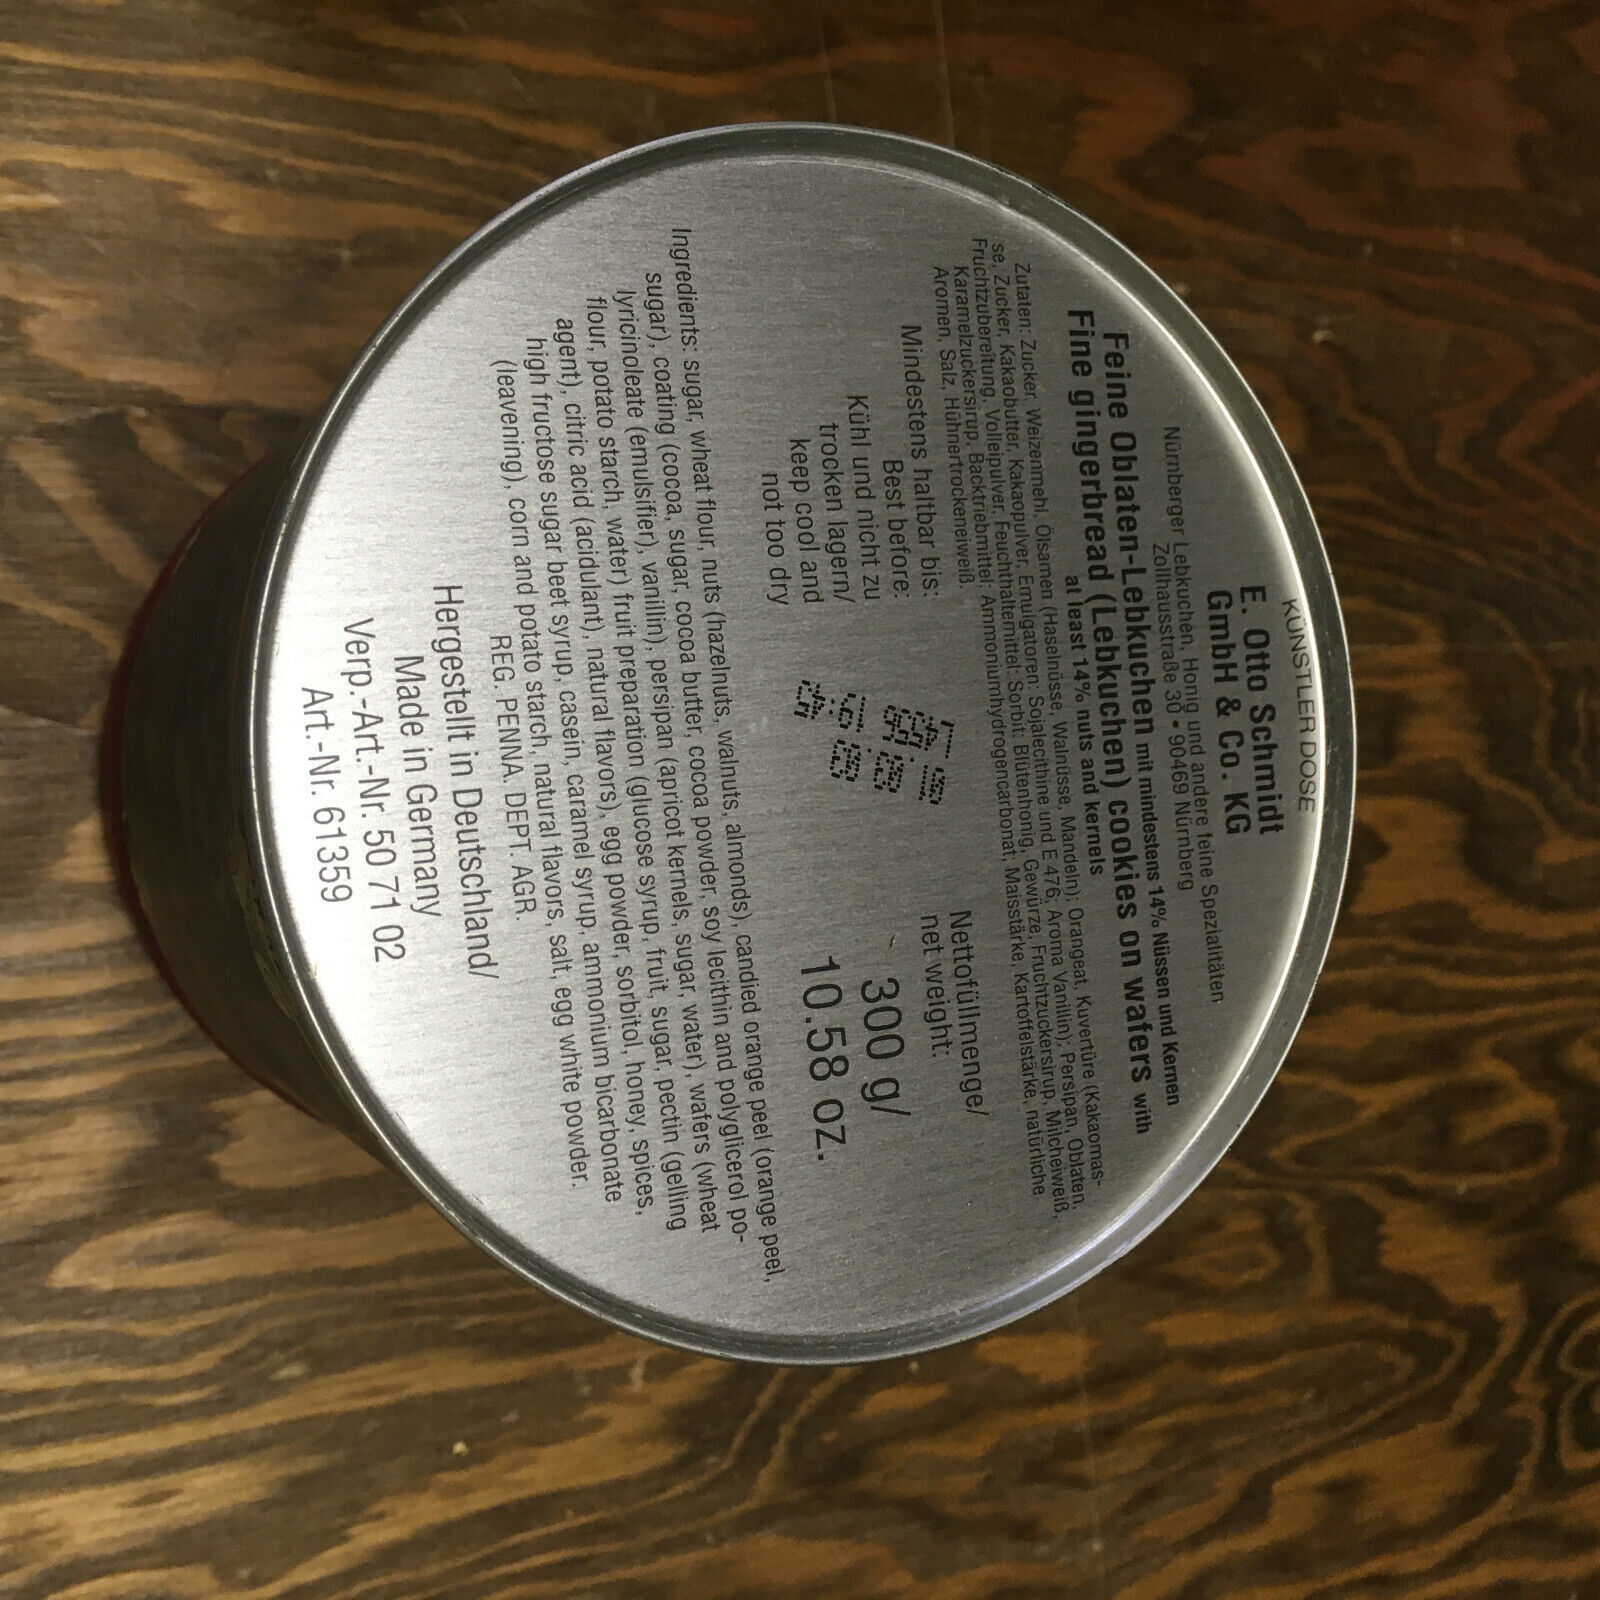 KÜNSTLER DOSE
E. Otto Schmidt
GmbH & Co. KG
Nürnberger Lebkuchen, Honig und andere feine Spezialitäten
Zollhausstraße 30 • 90469 Nürnberg
Feine Oblaten-Lebkuchen mit mindestens 14% Nüssen und Kernen
Fine gingerbread (Lebkuchen) cookies on wafers with
at least 14% nuts and kernels
Zutaten: Zucker, Weizenmehl, Ölsamen (Haselnüsse, Walnüsse, Mandeln); Orangeat, Kuvertüre (Kakaomas-
se, Zucker, Kakaobutter, Kakaopulver, Emulgatoren: Sojalecithine und E 476; Aroma Vanillin); Persipan, Oblaten,
Fruchtzubereitung, Volleipulver, Feuchthaltemittel: Sorbit; Blütenhonig, Gewürze, Fruchtzuckersirup, Milcheiweiß,
Karamelzuckersirup, Backtriebmittel: Ammoniumhydrogencarbonat; Maisstärke, Kartoffelstärke, natürliche
Aromen, Salz, Hühnertrockeneiweiß.
Mindestens haltbar bis:
Best before:
Kühl und nicht zu
trocken lagern/
keep cool and
not too dry
Nettofüllmenge/
net weight:
300 g/
10.58 oz.
Ingredients: sugar, wheat flour, nuts (hazelnuts, walnuts, almonds), candied orange peel (orange peel,
sugar), coating (cocoa, sugar, cocoa butter, cocoa powder, soy lecithin and polyglicerol po-
lyricinoleate (emulsifier), vanillin), persipan (apricot kernels, sugar, water), wafers (wheat
flour, potato starch, water) fruit preparation (glucose syrup, fruit, sugar, pectin (gelling
agent), citric acid (acidulant), natural flavors), egg powder, sorbitol, honey, spices,
high fructose sugar beet syrup, casein, caramel syrup, ammonium bicarbonate
(leavening), corn and potato starch, natural flavors, salt, egg white powder.
REG. PENNA. DEPT. AGR.
Hergestellt in Deutschland/
Made in Germany
Verp.-Art.-Nr. 50 71 02
Art.-Nr. 61359